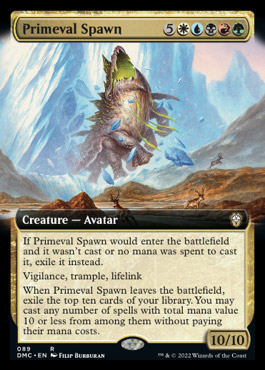 Primeval Spawn 5
Creature — Avatar
If Primeval Spawn would enter the battlefield
and it wasn't cast or no mana was spent to cast
it, exile it instead.
Vigilance, trample, lifelink
When Primeval Spawn leaves the battlefield,
exile the top ten cards of your library. You may
cast any number of spells with total mana value
10 or less from among them without paying
their mana costs.
10/10
089 R
DMC • EN Filip Burburan
™ & © 2022 Wizards of the Coast